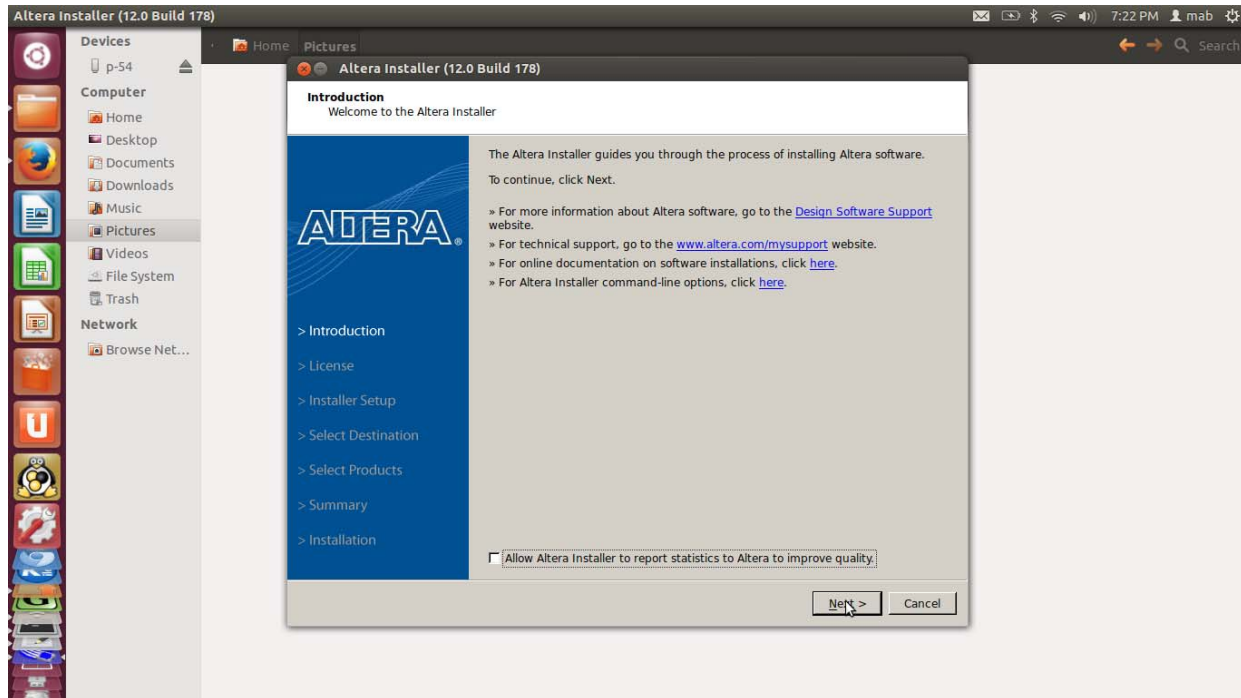 Altera Installer (12.0 Build 178)
7:22 PM
mab
Devices
p-54
Computer
Home
Desktop
Documents
Downloads
Music
Pictures
Videos
File System
Trash
Network
Browse Net...
Home
Pictures
Search
Altera Installer (12.0 Build 178)
Introduction
Welcome to the Altera Installer
ALTERA®
> Introduction
> License
> Installer Setup
> Select Destination
> Select Products
> Summary
> Installation
The Altera Installer guides you through the process of installing Altera software.
To continue, click Next.
» For more information about Altera software, go to the Design Software Support
website.
» For technical support, go to the www.altera.com/mysupport website.
» For online documentation on software installations, click here.
» For Altera Installer command-line options, click here.
Allow Altera Installer to report statistics to Altera to improve quality.
Next >
Cancel